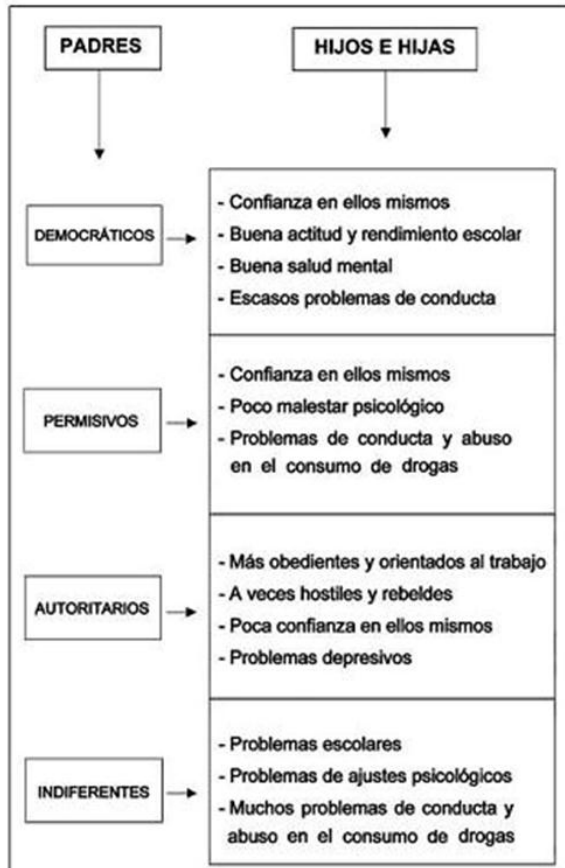 PADRES
HIJOS E HIJAS
DEMOCRÁTICOS
- Confianza en ellos mismos
- Buena actitud y rendimiento escolar
- Buena salud mental
- Escasos problemas de conducta
PERMISIVOS
- Confianza en ellos mismos
- Poco malestar psicológico
- Problemas de conducta y abuso
en el consumo de drogas
AUTORITARIOS
- Más obedientes y orientados al trabajo
- A veces hostiles y rebeldes
- Poca confianza en ellos mismos
- Problemas depresivos
INDIFERENTES
- Problemas escolares
- Problemas de ajustes psicológicos
- Muchos problemas de conducta y
abuso en el consumo de drogas